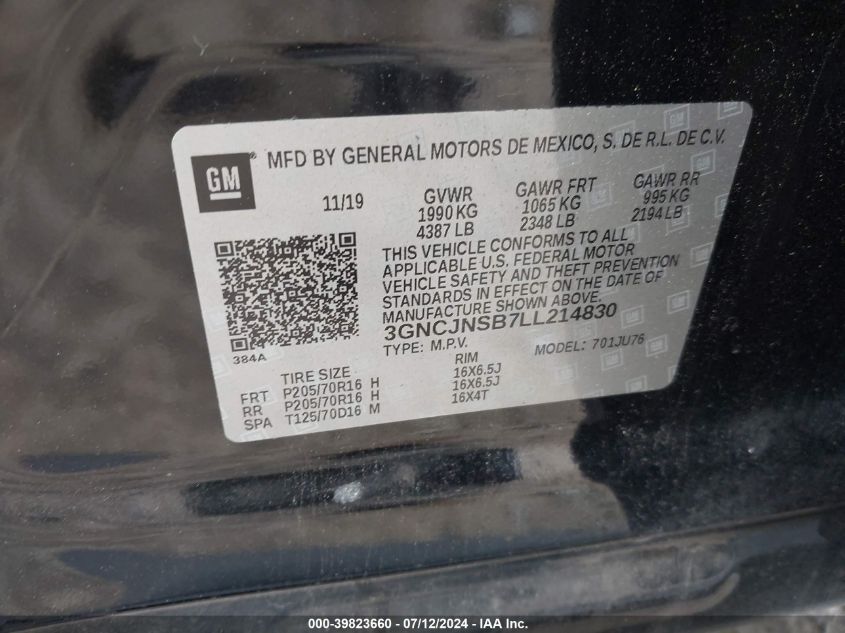 GM
MFD BY GENERAL MOTORS DE MEXICO, S. DE R.L. DE C.V.
11/19 GVWR GAWR FRT GAWR RR
1990 KG 1065 KG 995 KG
4387 LB 2348 LB 2194 LB
THIS VEHICLE CONFORMS TO ALL
APPLICABLE U.S. FEDERAL MOTOR
VEHICLE SAFETY AND THEFT PREVENTION
STANDARDS IN EFFECT ON THE DATE OF
MANUFACTURE SHOWN ABOVE.
3GNCJNSB7LL214830
384A
TYPE: M.P.V. MODEL: 701JU76
TIRE SIZE RIM
FRT P205/70R16 H 16X6.5J
RR P205/70R16 H 16X6.5J
SPA T125/70D16 M 16X4T
000-39823660 - 07/12/2024 - IAA Inc.